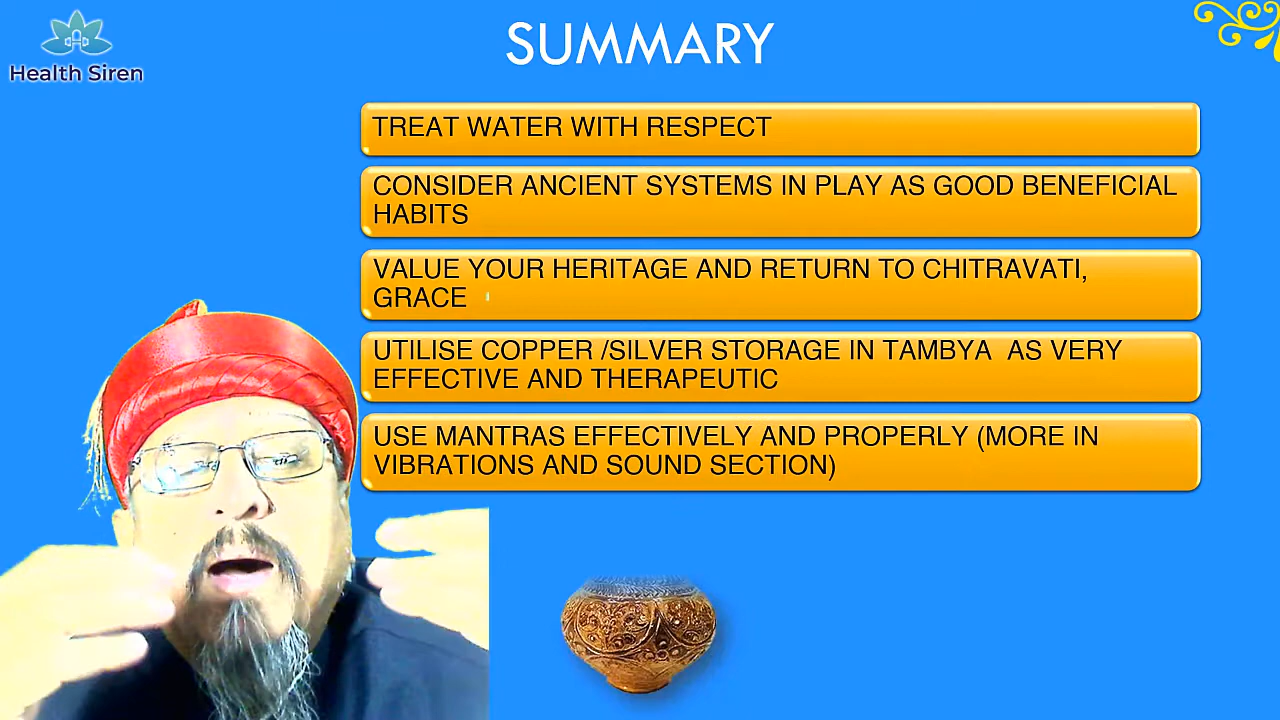 Health Siren
SUMMARY
TREAT WATER WITH RESPECT
CONSIDER ANCIENT SYSTEMS IN PLAY AS GOOD BENEFICIAL
HABITS
VALUE YOUR HERITAGE AND RETURN TO CHITRAVATI,
GRACE
UTILISE COPPER /SILVER STORAGE IN TAMBYA AS VERY
EFFECTIVE AND THERAPEUTIC
USE MANTRAS EFFECTIVELY AND PROPERLY (MORE IN
VIBRATIONS AND SOUND SECTION)